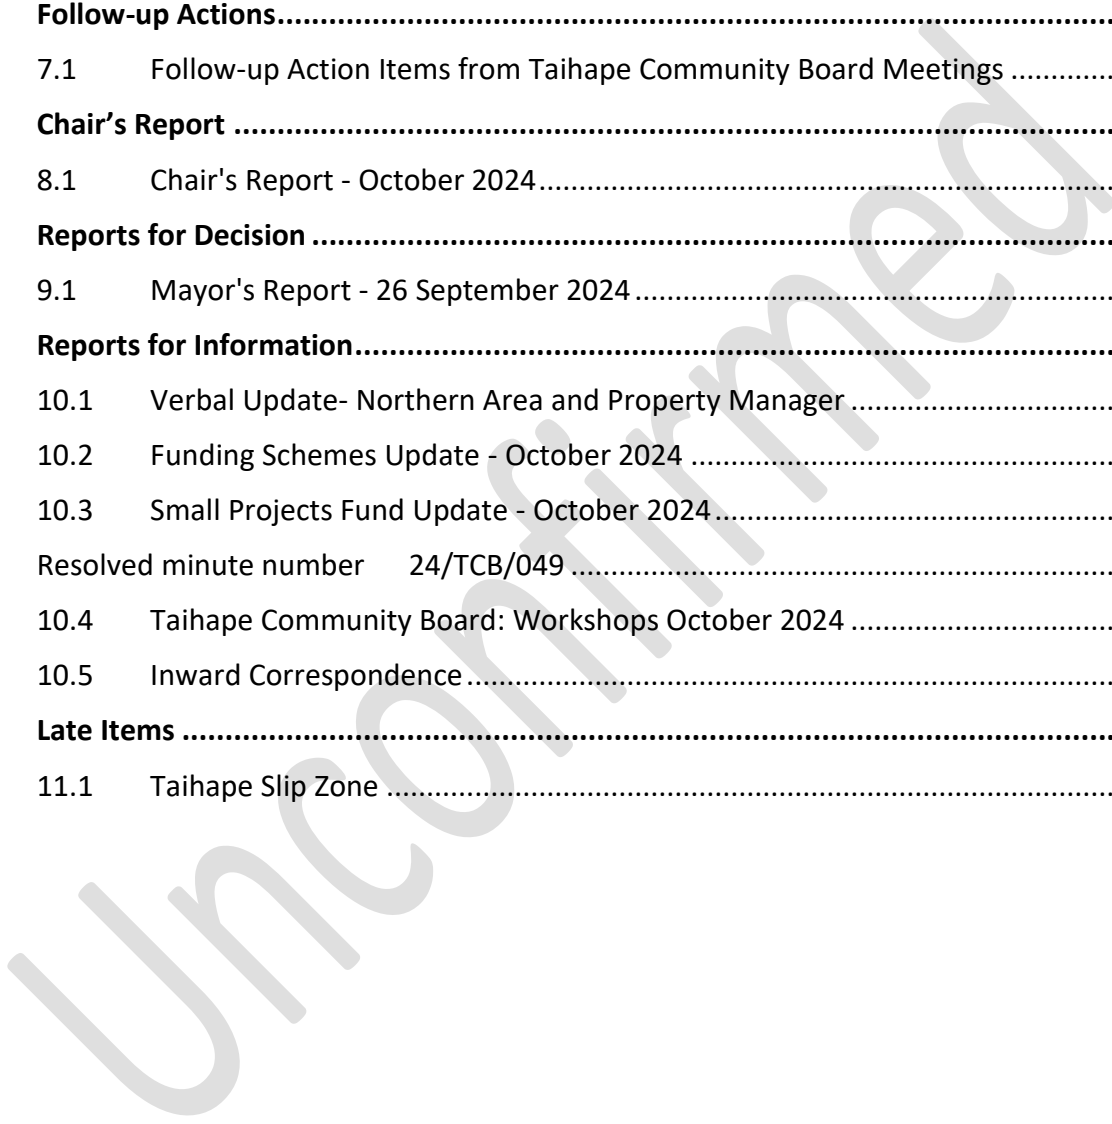 Follow-up Actions
7.1 Follow-up Action Items from Taihape Community Board Meetings
Chair’s Report
8.1 Chair's Report - October 2024
Reports for Decision
9.1 Mayor's Report - 26 September 2024
Reports for Information
10.1 Verbal Update- Northern Area and Property Manager
10.2 Funding Schemes Update - October 2024
10.3 Small Projects Fund Update - October 2024
Resolved minute number 24/TCB/049
10.4 Taihape Community Board: Workshops October 2024
10.5 Inward Correspondence
Late Items
11.1 Taihape Slip Zone
Unconfirmed